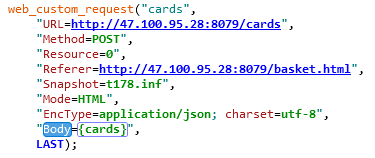 web_custom_request("cards",
"URL=http://47.100.95.28:8079/cards",
"Method=POST",
"Resource=0",
"Referer=http://47.100.95.28:8079/basket.html",
"Snapshot=t178.inf",
"Mode=HTML",
"EncType=application/json; charset=utf-8",
"Body={cards}",
LAST);